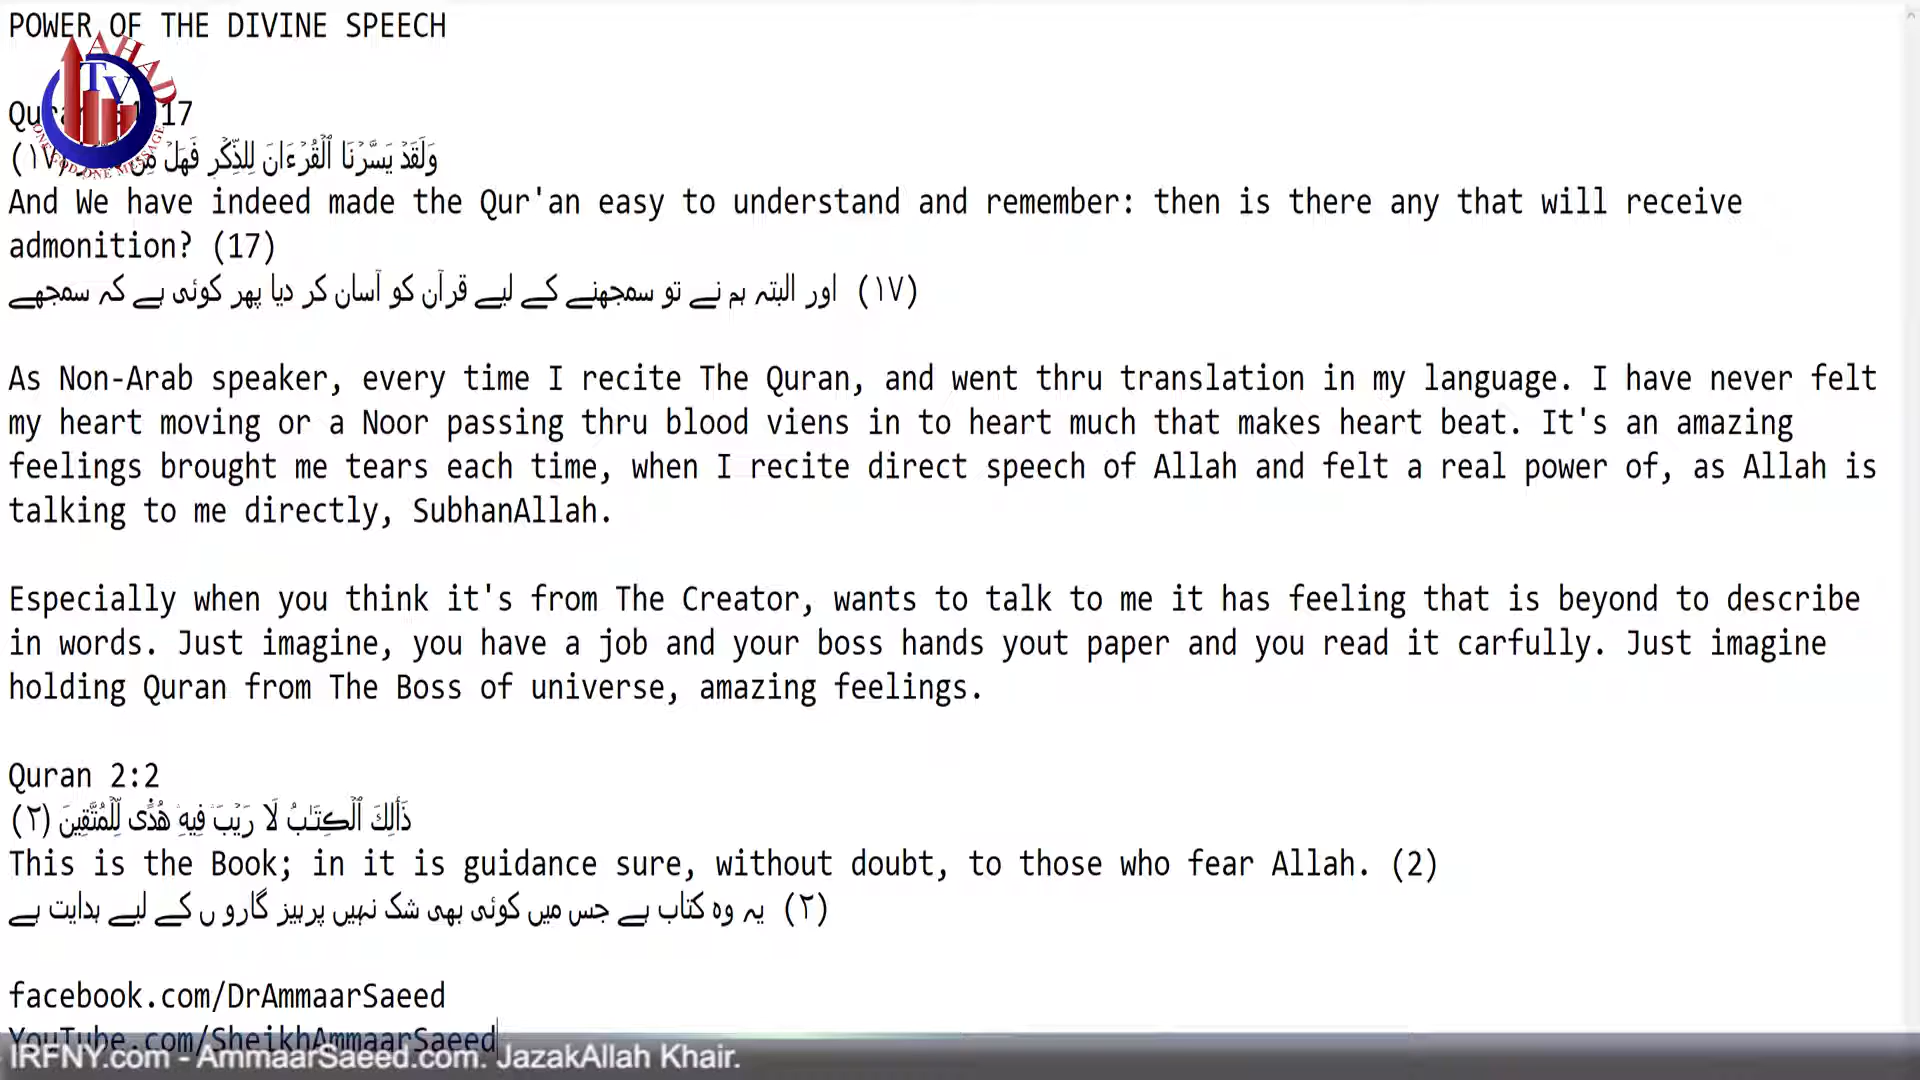 POWER OF THE DIVINE SPEECH
AHAD
TV
ONE GOD ONE MESSAGE
17
وَلَقَدْ يَسَّرْنَا ٱلْقُرْءَانَ لِلذِّكْرِ فَهَلْ مِن (١٧)
And We have indeed made the Qur'an easy to understand and remember: then is there any that will receive
admonition? (17)
(١٧) اور البتہ ہم نے تو سمجھنے کے لیے قرآن کو آسان کر دیا پھر کوئی ہے کہ سمجھے
As Non-Arab speaker, every time I recite The Quran, and went thru translation in my language. I have never felt
my heart moving or a Noor passing thru blood viens in to heart much that makes heart beat. It's an amazing
feelings brought me tears each time, when I recite direct speech of Allah and felt a real power of, as Allah is
talking to me directly, SubhanAllah.
Especially when you think it's from The Creator, wants to talk to me it has feeling that is beyond to describe
in words. Just imagine, you have a job and your boss hands yout paper and you read it carfully. Just imagine
holding Quran from The Boss of universe, amazing feelings.
Quran 2:2
ذَٲلِكَ ٱلْڪِتَـٰبُ لَا رَيْبَ‌ۛ فِيهِ‌ۛ هُدًۭى لِّلْمُتَّقِينَ (٢)
This is the Book; in it is guidance sure, without doubt, to those who fear Allah. (2)
(٢) یہ وہ کتاب ہے جس میں کوئی بھی شک نہیں پرہیز گارو ں کے لیے ہدایت ہے
facebook.com/DrAmmaarSaeed
YouTube.com/SheikhAmmaarSaeed
IRFNY.com - AmmaarSaeed.com. JazakAllah Khair.